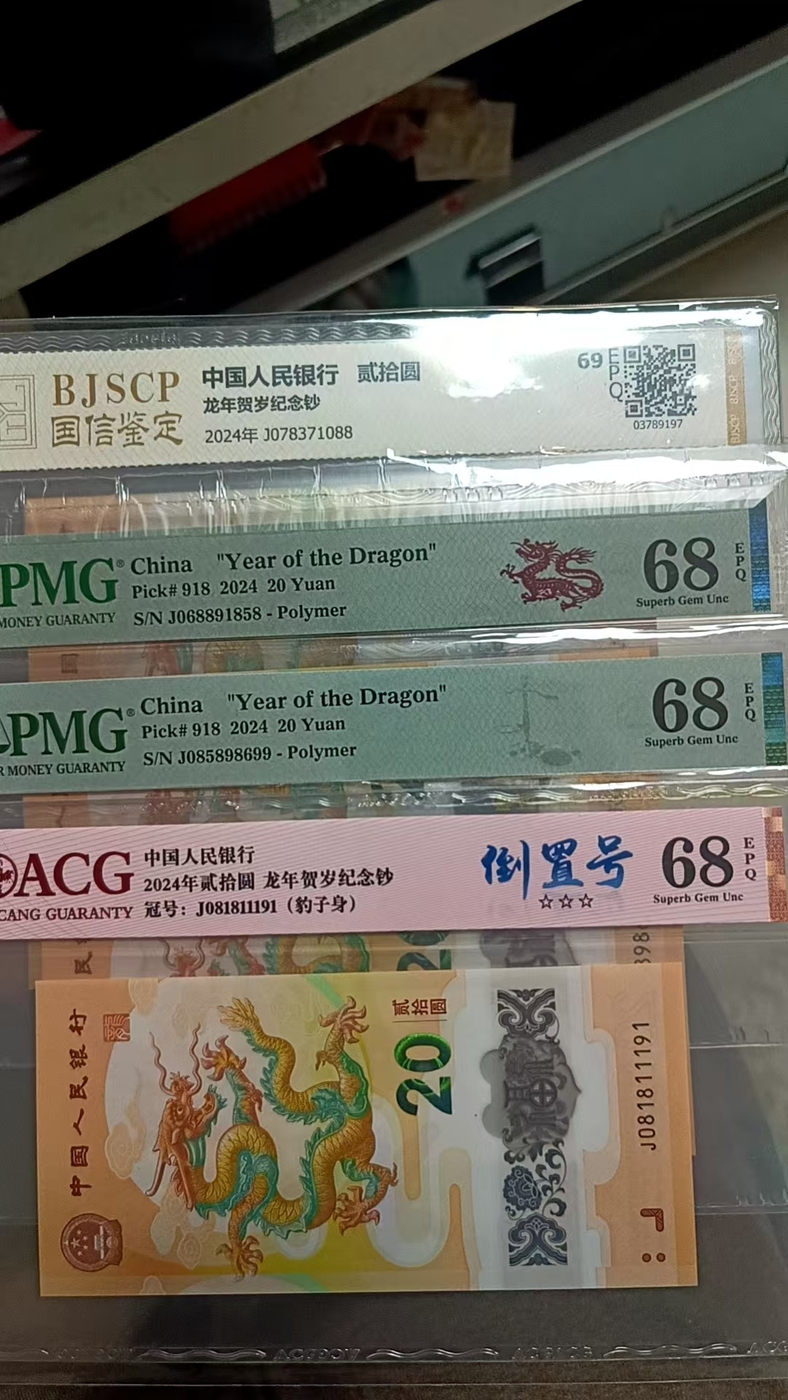 BJSCP
国信鉴定
中国人民银行 贰拾圆
龙年贺岁纪念钞
2024年 J078371088
69
EPQ
03789197
BJSCP
PMG®
MONEY GUARANTY
China "Year of the Dragon"
Pick# 918 2024 20 Yuan
S/N J068891858 - Polymer
68
EPQ
Superb Gem Unc
PMG®
R MONEY GUARANTY
China "Year of the Dragon"
Pick# 918 2024 20 Yuan
S/N J085898699 - Polymer
68
EPQ
Superb Gem Unc
ACG
CANG GUARANTY
中国人民银行
2024年贰拾圆 龙年贺岁纪念钞
冠号：J081811191（豹子身）
倒置号
☆☆☆
68
EPQ
Superb Gem Unc
民
20
898
中国人民银行
贰拾圆
20
J081811191